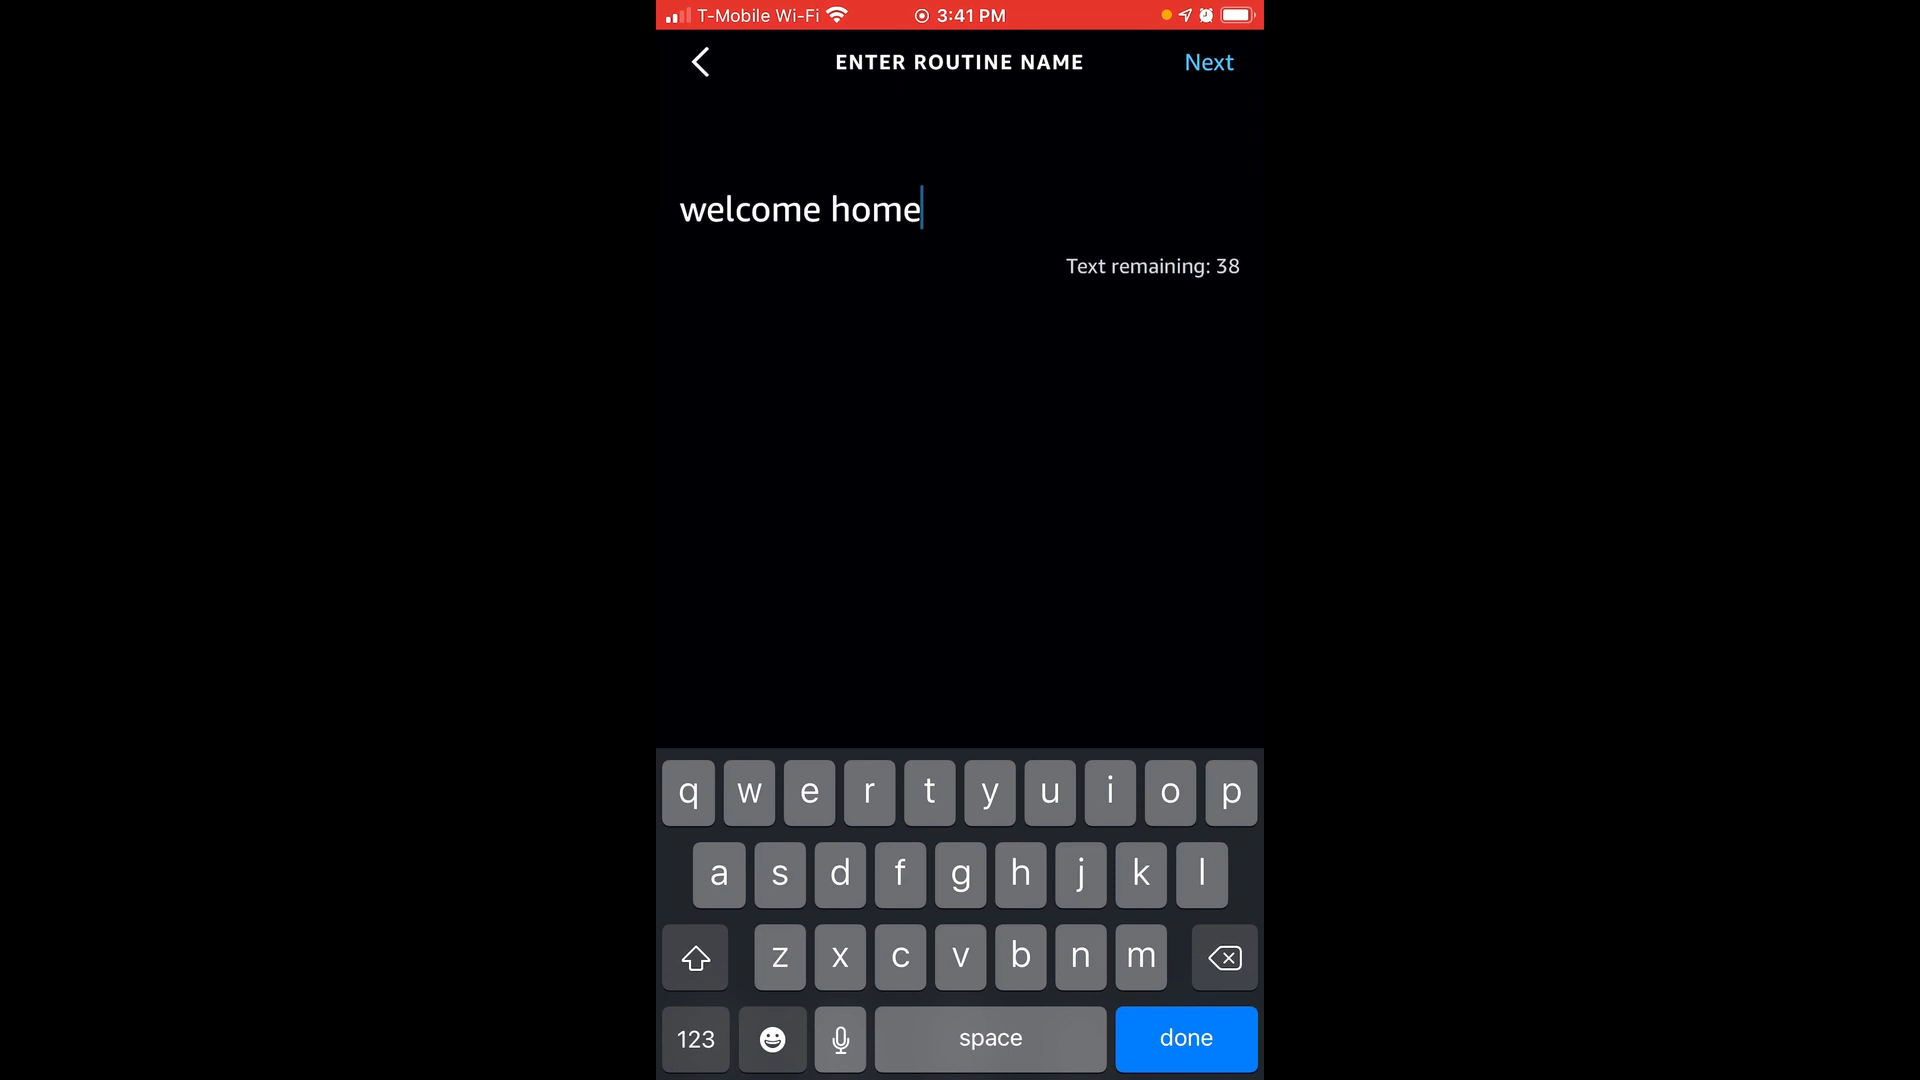 T-Mobile Wi-Fi 3:41 PM
ENTER ROUTINE NAME Next
welcome home
Text remaining: 38
q w e r t y u i o p
a s d f g h j k l
z x c v b n m
123 space done